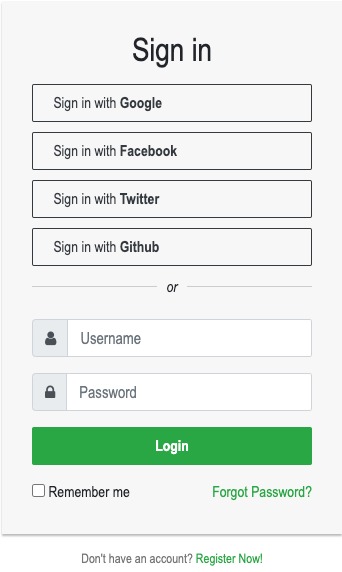 Sign in
Sign in with Google
Sign in with Facebook
Sign in with Twitter
Sign in with Github
or
Username
Password
Login
Remember me Forgot Password?
Don't have an account? Register Now!